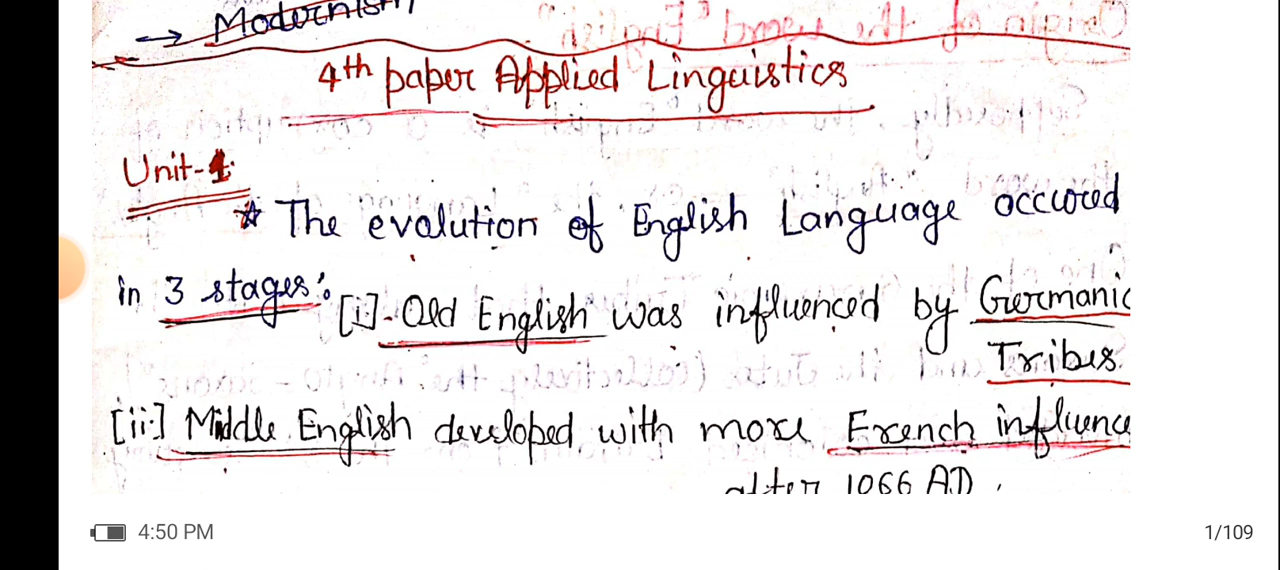 → Modernism
4th paper Applied Linguistics
Unit-1
☆ The evolution of English Language occured
in 3 stages:
[i]. Old English was influenced by Germanic
Tribes.
[ii] Middle English developed with more French influence
after 1066 AD.
4:50 PM
1/109